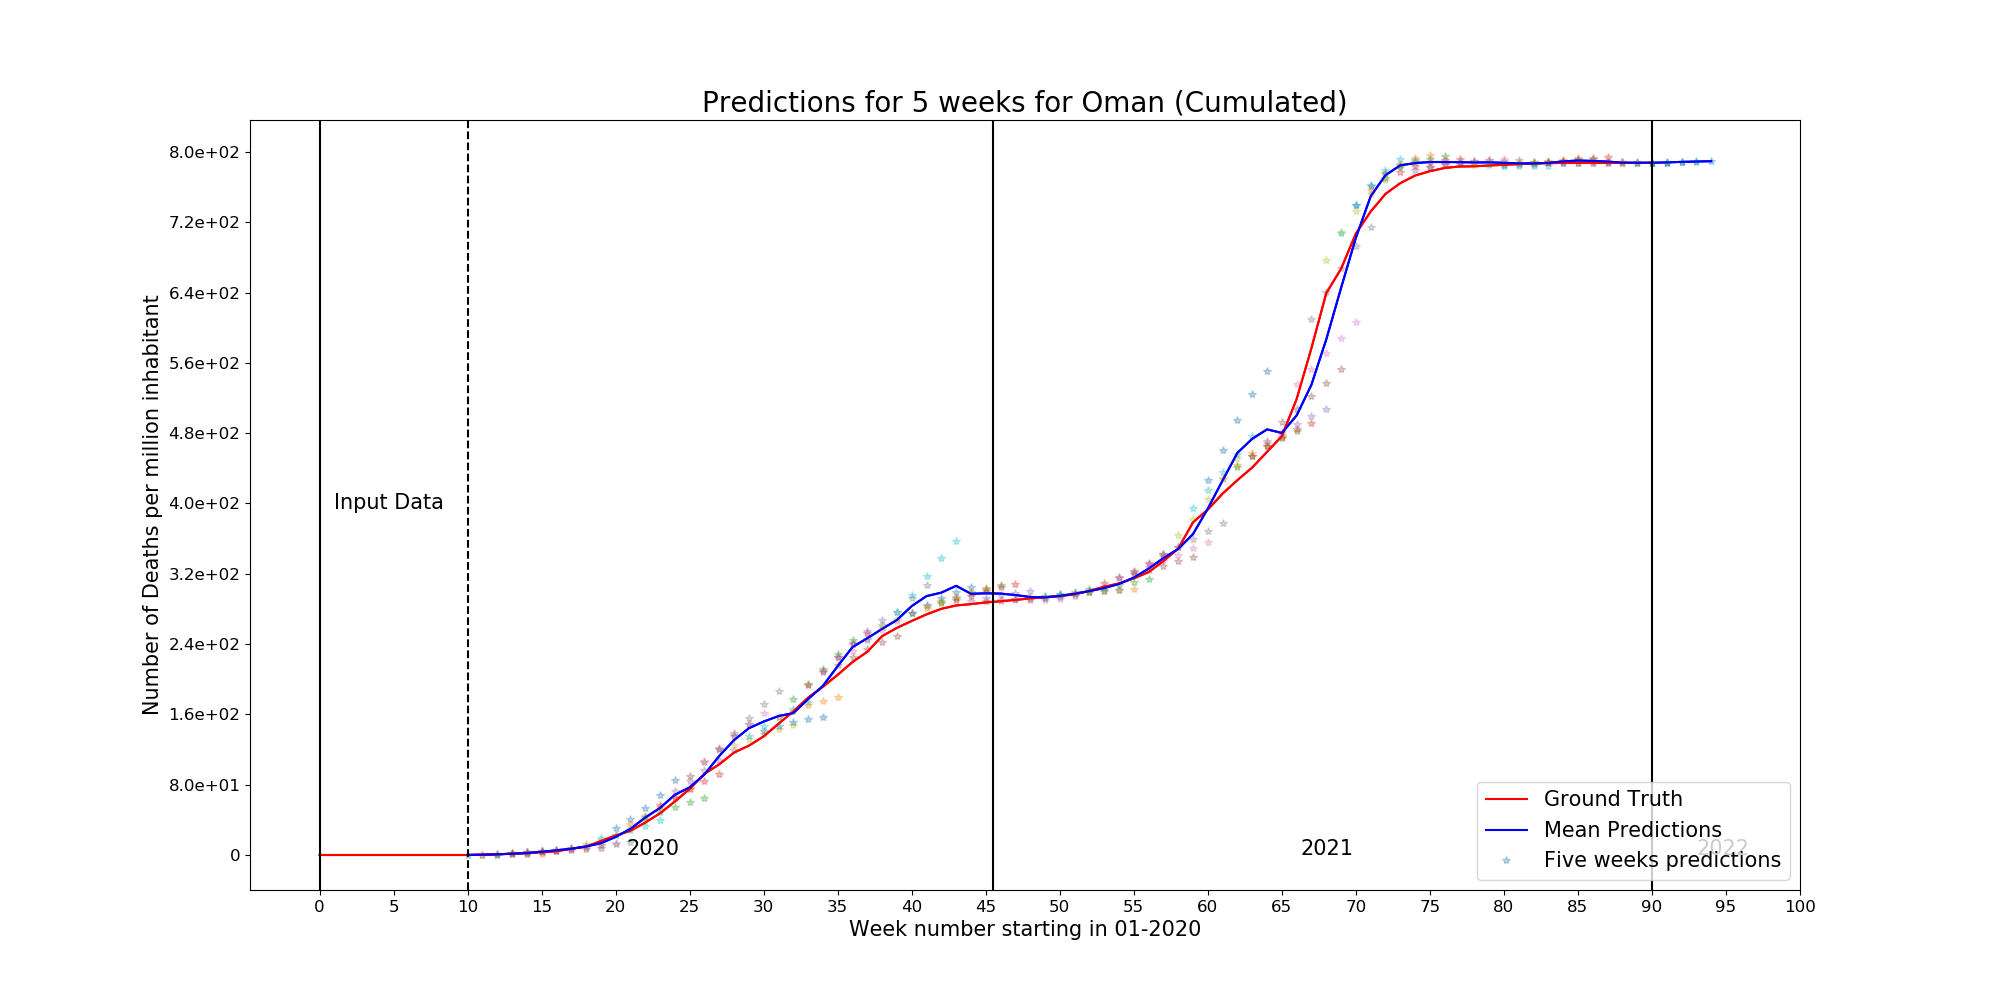 Predictions for 5 weeks for Oman (Cumulated)
Number of Deaths per million inhabitant
8.0e+02
7.2e+02
6.4e+02
5.6e+02
4.8e+02
4.0e+02
3.2e+02
2.4e+02
1.6e+02
8.0e+01
0
Input Data
2020
2021
2022
Ground Truth
Mean Predictions
Five weeks predictions
0 5 10 15 20 25 30 35 40 45 50 55 60 65 70 75 80 85 90 95 100
Week number starting in 01-2020